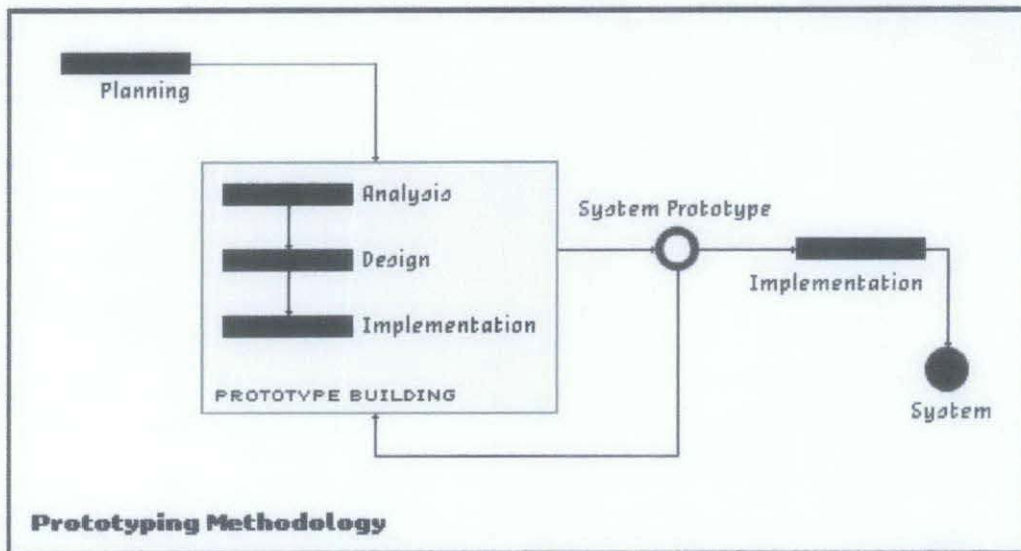 Planning
Analysis
System Prototype
Design
Implementation
Implementation
PROTOTYPE BUILDING
System
Prototyping Methodology